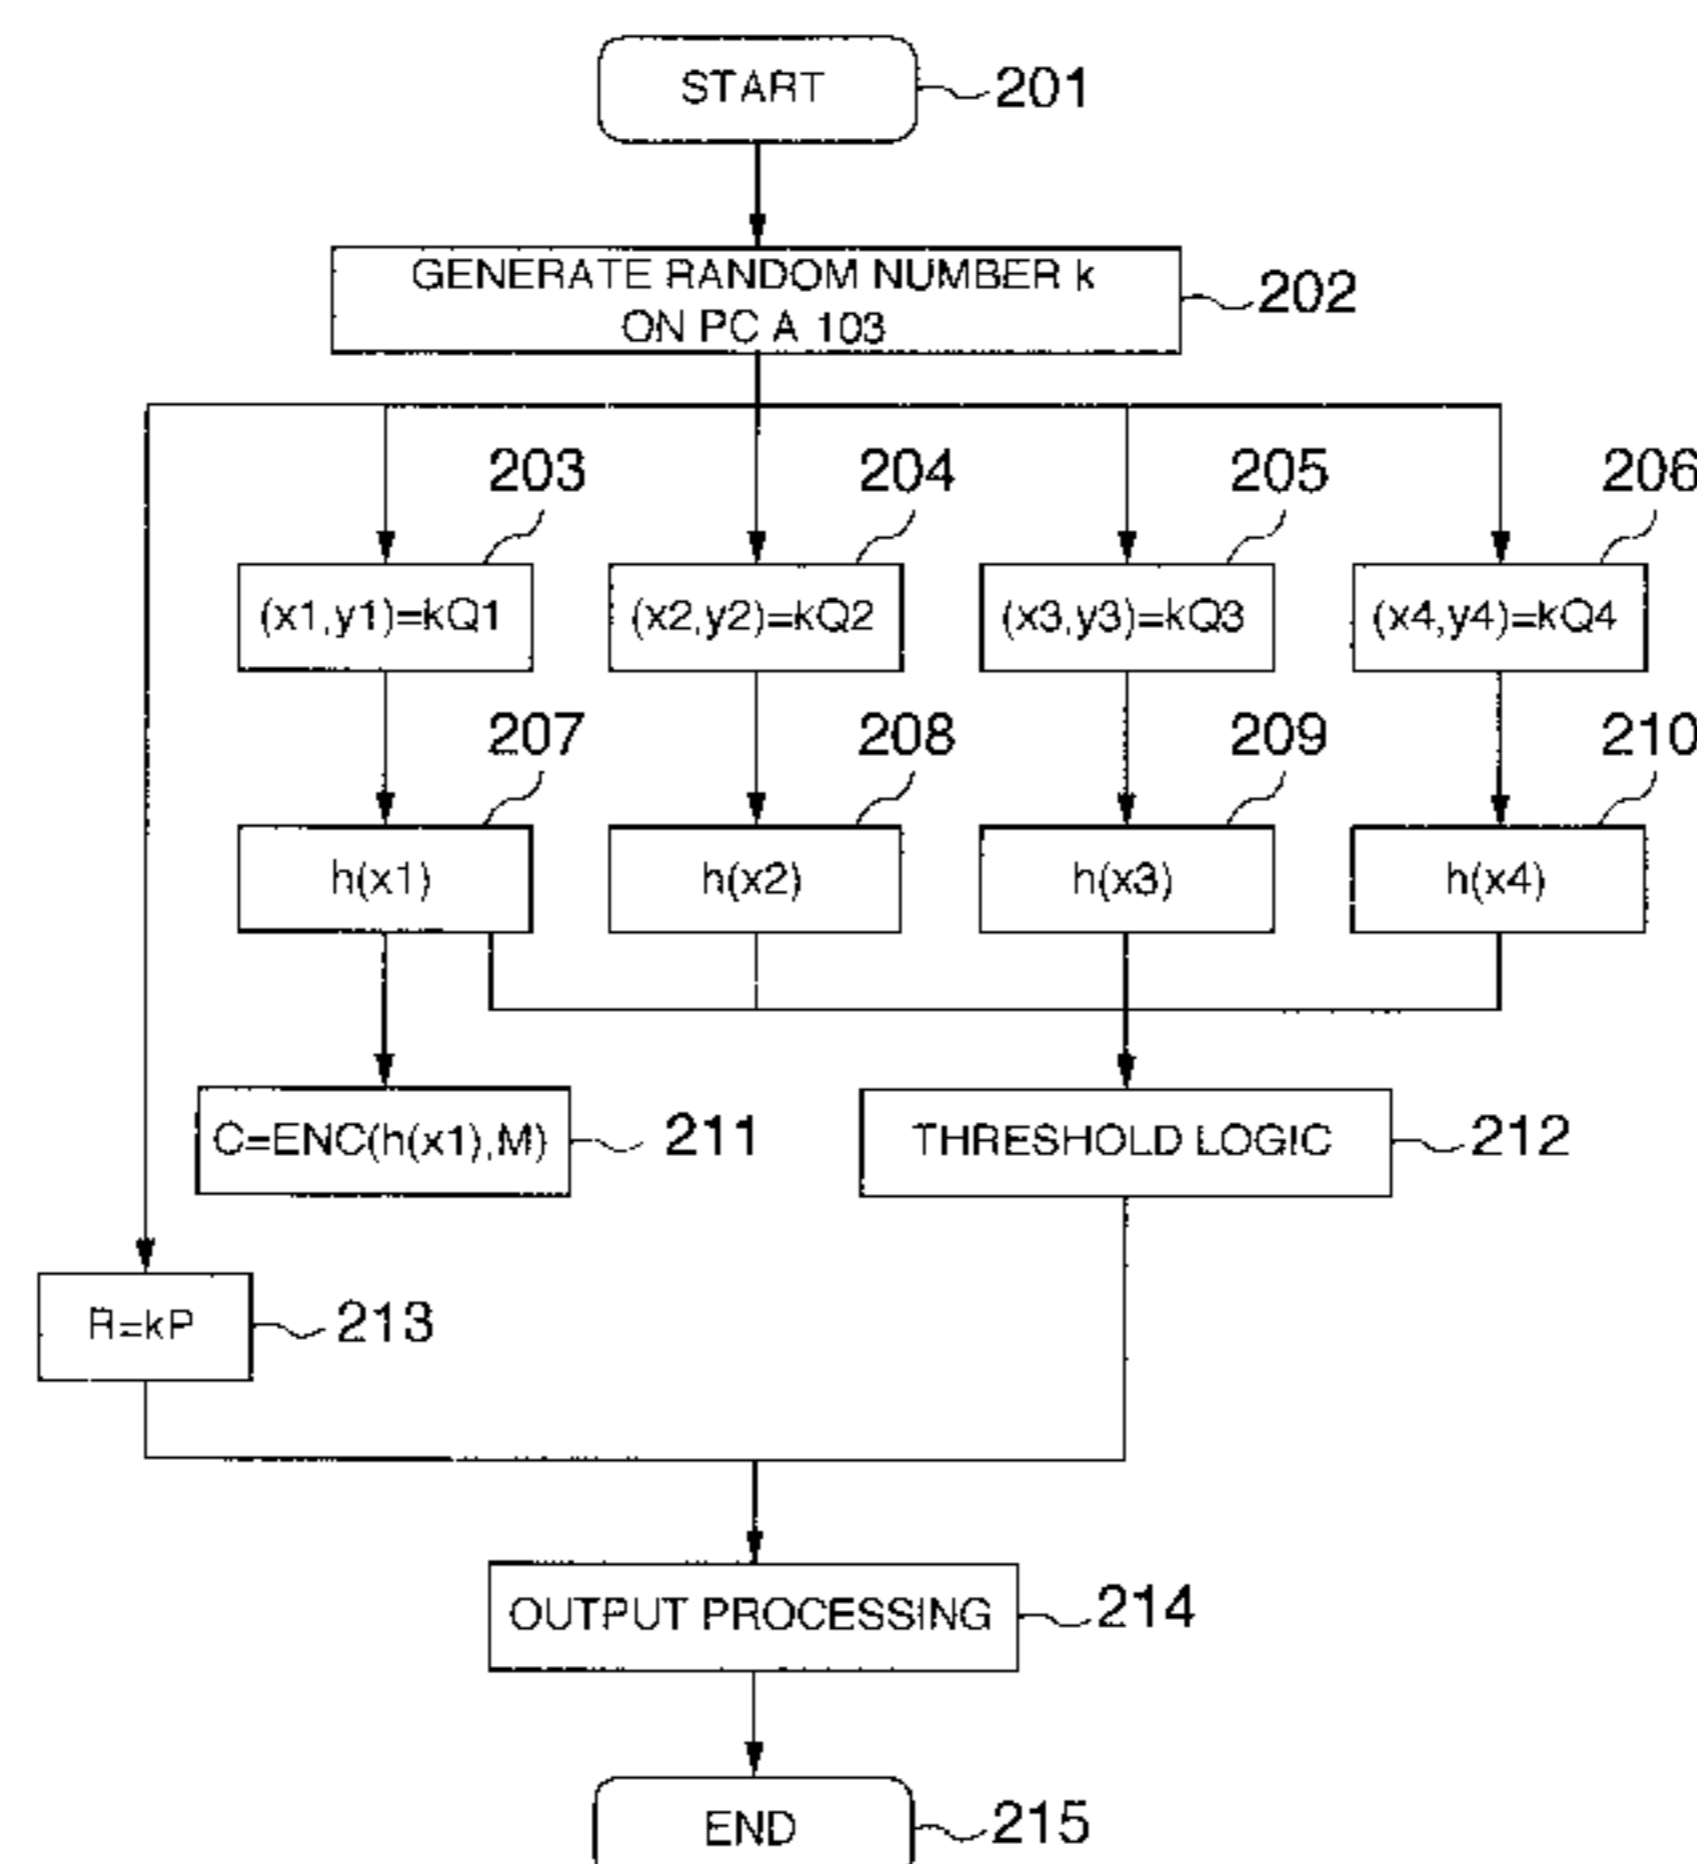 START
201
GENERATE RANDOM NUMBER k
ON PC A 103
202
203
204
205
206
(x1,y1)=kQ1
(x2,y2)=kQ2
(x3,y3)=kQ3
(x4,y4)=kQ4
207
208
209
210
h(x1)
h(x2)
h(x3)
h(x4)
C=ENC(h(x1),M)
211
THRESHOLD LOGIC
212
R=kP
213
OUTPUT PROCESSING
214
END
215